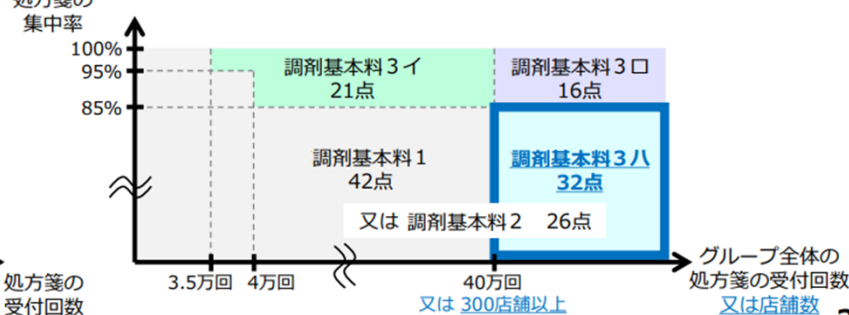 処方箋の
集中率
100%
95%
85%
調剤基本料3イ
21点
調剤基本料3ロ
16点
調剤基本料1
42点
調剤基本料3ハ
32点
又は 調剤基本料2 26点
3.5万回
4万回
40万回
又は 300店舗以上
グループ全体の
処方箋の受付回数
又は店舗数
処方箋の
受付回数